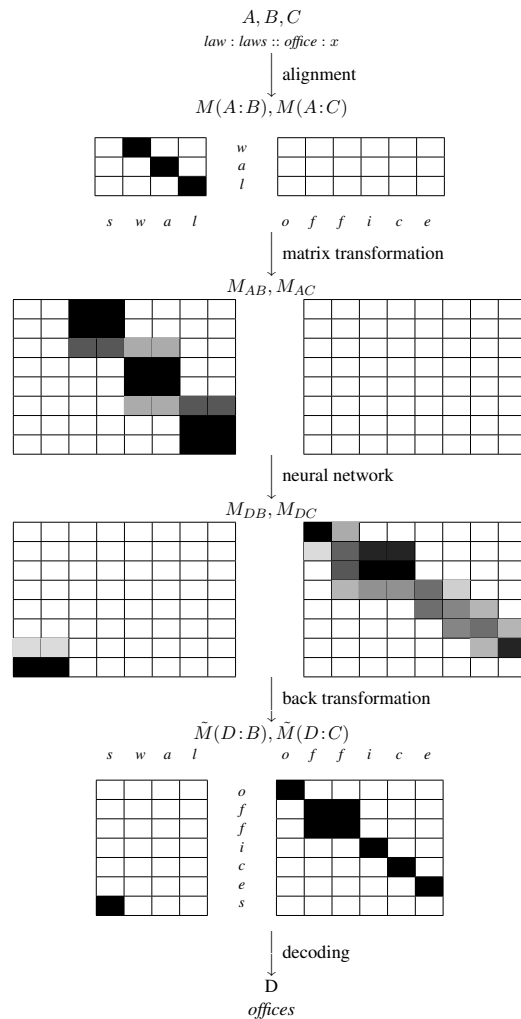 A, B, C
law : laws :: office : x
alignment
M(A:B), M(A:C)
w
a
l
s w a l o f f i c e
matrix transformation
M_AB, M_AC
neural network
M_DB, M_DC
back transformation
M̃(D:B), M̃(D:C)
s w a l o f f i c e
o
f
f
i
c
e
s
decoding
D
offices